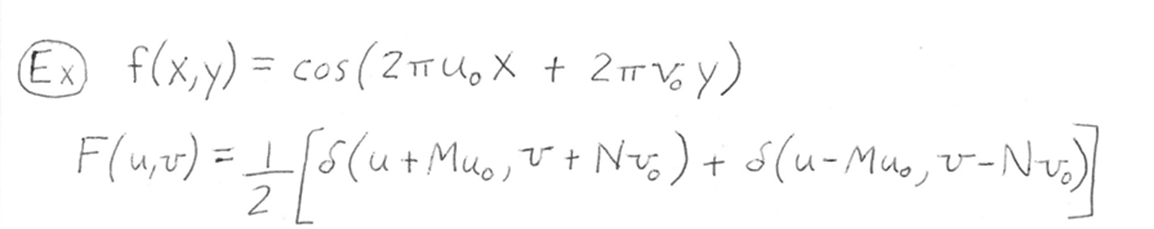 Ex f(x,y) = cos(2πu₀x + 2πv₀y)
F(u,v) = 1/2 [δ(u+Mu₀, v+Nv₀) + δ(u-Mu₀, v-Nv₀)]